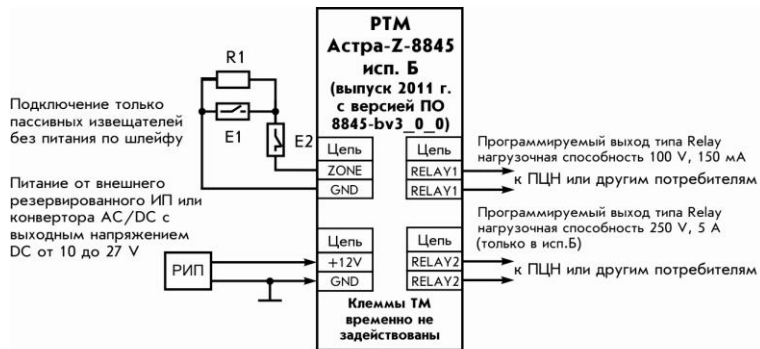 РТМ
Астра-Z-8845
исп. Б
(выпуск 2011 г.
с версией ПО
8845-bv3_0_0)
R1
E1
E2
Подключение только
пассивных извещателей
без питания по шлейфу
Цепь
ZONE
GND
Цепь
RELAY1
RELAY1
Программируемый выход типа Relay
нагрузочная способность 100 V, 150 мА
к ПЦН или другим потребителям
Питание от внешнего
резервированного ИП или
конвертора AC/DC с
выходным напряжением
DC от 10 до 27 V
РИП
Цепь
+12V
GND
Цепь
RELAY2
RELAY2
Программируемый выход типа Relay
нагрузочная способность 250 V, 5 А
(только в исп.Б)
к ПЦН или другим потребителям
Клеммы ТМ
временно не
задействованы